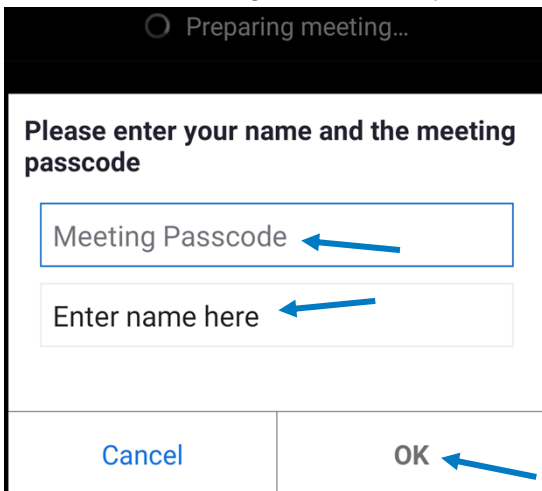 Preparing meeting...
Please enter your name and the meeting
passcode
Meeting Passcode
Enter name here
Cancel
OK